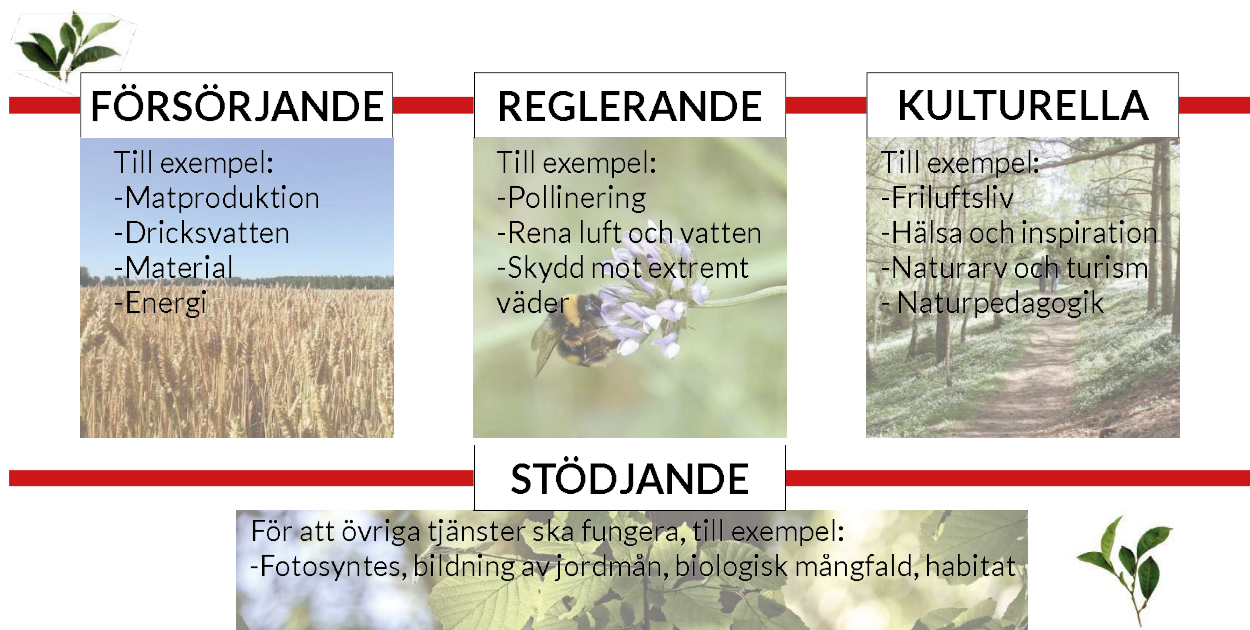 FÖRSÖRJANDE
Till exempel:
-Matproduktion
-Dricksvatten
-Material
-Energi
REGLERANDE
Till exempel:
-Pollinering
-Rena luft och vatten
-Skydd mot extremt
väder
KULTURELLA
Till exempel:
-Friluftsliv
-Hälsa och inspiration
-Naturarv och turism
- Naturpedagogik
STÖDJANDE
För att övriga tjänster ska fungera, till exempel:
-Fotosyntes, bildning av jordmån, biologisk mångfald, habitat